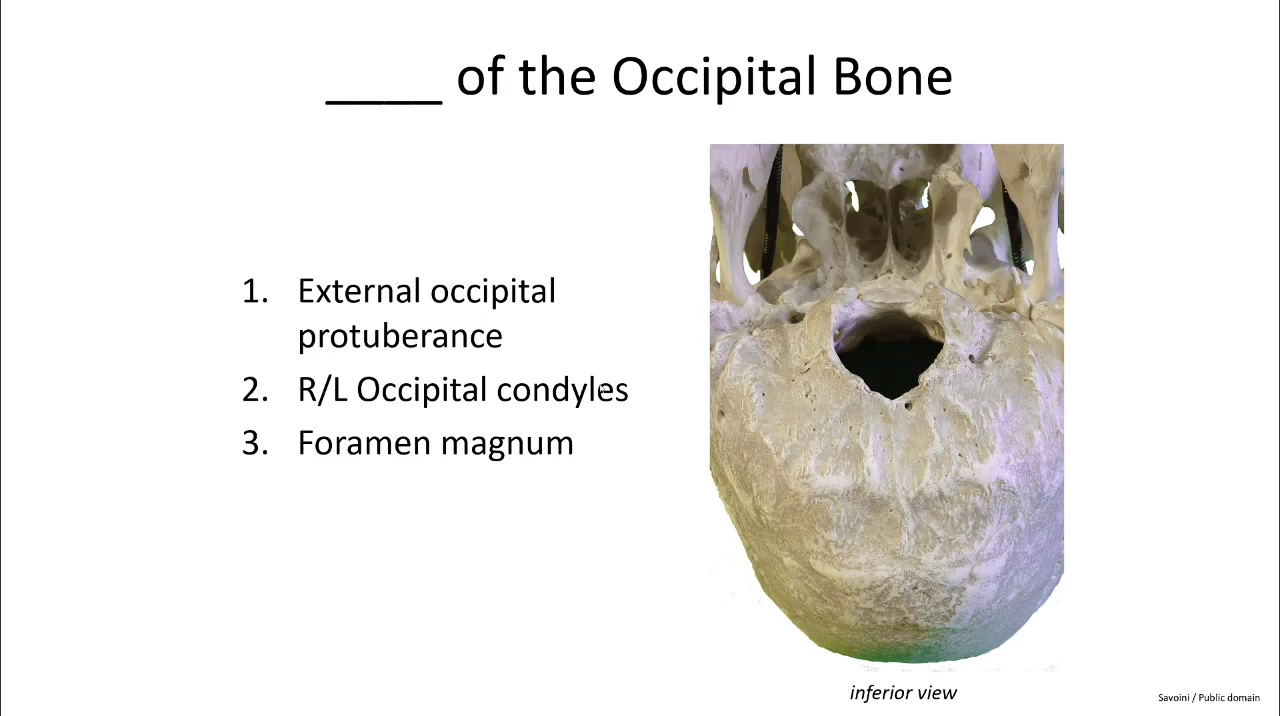 ____ of the Occipital Bone
1. External occipital
protuberance
2. R/L Occipital condyles
3. Foramen magnum
inferior view
Savoini / Public domain